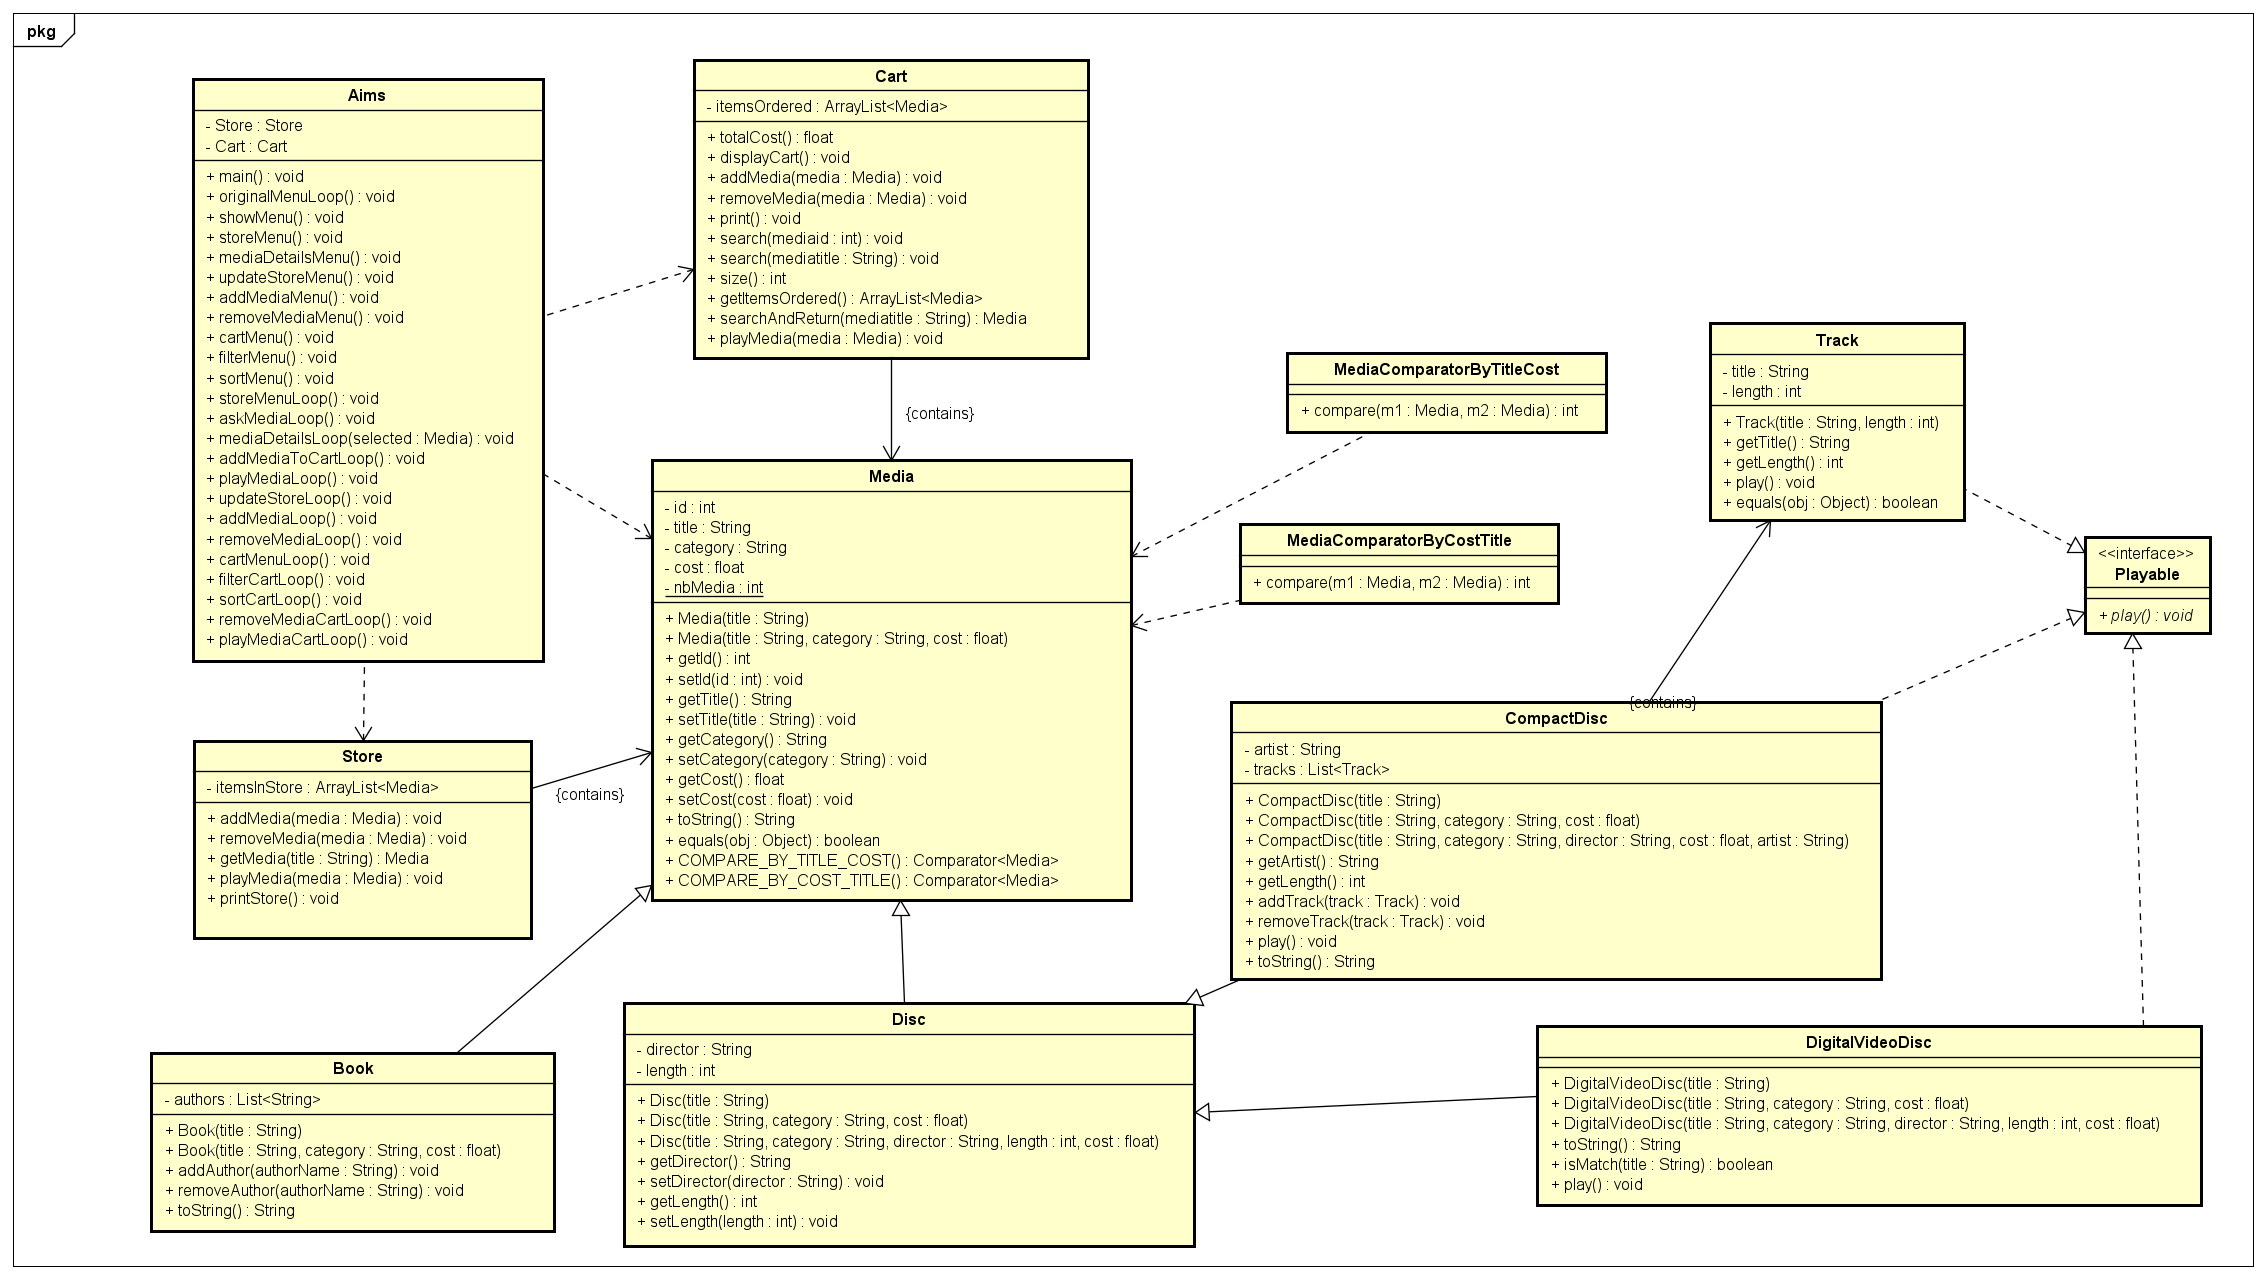 pkg
Aims
- Store : Store
- Cart : Cart
+ main() : void
+ originalMenuLoop() : void
+ showMenu() : void
+ storeMenu() : void
+ mediaDetailsMenu() : void
+ updateStoreMenu() : void
+ addMediaMenu() : void
+ removeMediaMenu() : void
+ cartMenu() : void
+ filterMenu() : void
+ sortMenu() : void
+ storeMenuLoop() : void
+ askMediaLoop() : void
+ mediaDetailsLoop(selected : Media) : void
+ addMediaToCartLoop() : void
+ playMediaLoop() : void
+ updateStoreLoop() : void
+ addMediaLoop() : void
+ removeMediaLoop() : void
+ cartMenuLoop() : void
+ filterCartLoop() : void
+ sortCartLoop() : void
+ removeMediaCartLoop() : void
+ playMediaCartLoop() : void
Cart
- itemsOrdered : ArrayList<Media>
+ totalCost() : float
+ displayCart() : void
+ addMedia(media : Media) : void
+ removeMedia(media : Media) : void
+ print() : void
+ search(mediaid : int) : void
+ search(mediatitle : String) : void
+ size() : int
+ getItemsOrdered() : ArrayList<Media>
+ searchAndReturn(mediatitle : String) : Media
+ playMedia(media : Media) : void
{contains}
MediaComparatorByTitleCost
+ compare(m1 : Media, m2 : Media) : int
Track
- title : String
- length : int
+ Track(title : String, length : int)
+ getTitle() : String
+ getLength() : int
+ play() : void
+ equals(obj : Object) : boolean
Media
- id : int
- title : String
- category : String
- cost : float
- nbMedia : int
+ Media(title : String)
+ Media(title : String, category : String, cost : float)
+ getId() : int
+ setId(id : int) : void
+ getTitle() : String
+ setTitle(title : String) : void
+ getCategory() : String
+ setCategory(category : String) : void
+ getCost() : float
+ setCost(cost : float) : void
+ toString() : String
+ equals(obj : Object) : boolean
+ COMPARE_BY_TITLE_COST() : Comparator<Media>
+ COMPARE_BY_COST_TITLE() : Comparator<Media>
MediaComparatorByCostTitle
+ compare(m1 : Media, m2 : Media) : int
<<interface>>
Playable
+ play() : void
{contains}
CompactDisc
- artist : String
- tracks : List<Track>
+ CompactDisc(title : String)
+ CompactDisc(title : String, category : String, cost : float)
+ CompactDisc(title : String, category : String, director : String, cost : float, artist : String)
+ getArtist() : String
+ getLength() : int
+ addTrack(track : Track) : void
+ removeTrack(track : Track) : void
+ play() : void
+ toString() : String
Store
- itemsInStore : ArrayList<Media>
+ addMedia(media : Media) : void
+ removeMedia(media : Media) : void
+ getMedia(title : String) : Media
+ playMedia(media : Media) : void
+ printStore() : void
{contains}
Book
- authors : List<String>
+ Book(title : String)
+ Book(title : String, category : String, cost : float)
+ addAuthor(authorName : String) : void
+ removeAuthor(authorName : String) : void
+ toString() : String
Disc
- director : String
- length : int
+ Disc(title : String)
+ Disc(title : String, category : String, cost : float)
+ Disc(title : String, category : String, director : String, length : int, cost : float)
+ getDirector() : String
+ setDirector(director : String) : void
+ getLength() : int
+ setLength(length : int) : void
DigitalVideoDisc
+ DigitalVideoDisc(title : String)
+ DigitalVideoDisc(title : String, category : String, cost : float)
+ DigitalVideoDisc(title : String, category : String, director : String, length : int, cost : float)
+ toString() : String
+ isMatch(title : String) : boolean
+ play() : void